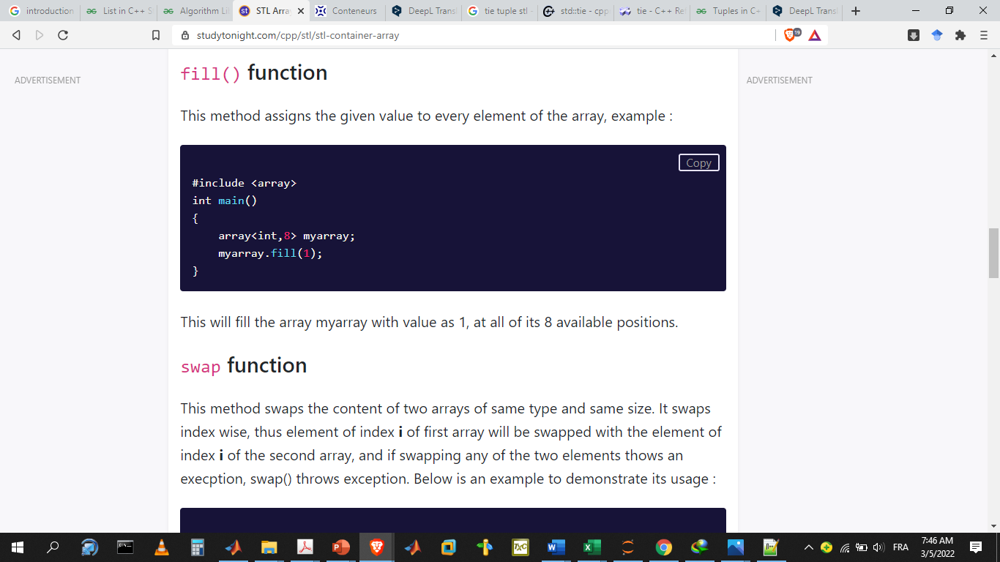 introduction
List in C++ S
Algorithm Li
STL Arra
Conteneurs
DeepL Transl
tie tuple stl -
std::tie - cpp
tie - C++ Ref
Tuples in C+
DeepL Transl
studytonight.com/cpp/stl/stl-container-array
19
ADVERTISEMENT
ADVERTISEMENT
fill() function
This method assigns the given value to every element of the array, example :
Copy
#include <array>
int main()
{
    array<int,8> myarray;
    myarray.fill(1);
}
This will fill the array myarray with value as 1, at all of its 8 available positions.
swap function
This method swaps the content of two arrays of same type and same size. It swaps
index wise, thus element of index i of first array will be swapped with the element of
index i of the second array, and if swapping any of the two elements thows an
execption, swap() throws exception. Below is an example to demonstrate its usage :
FRA
7:46 AM
3/5/2022